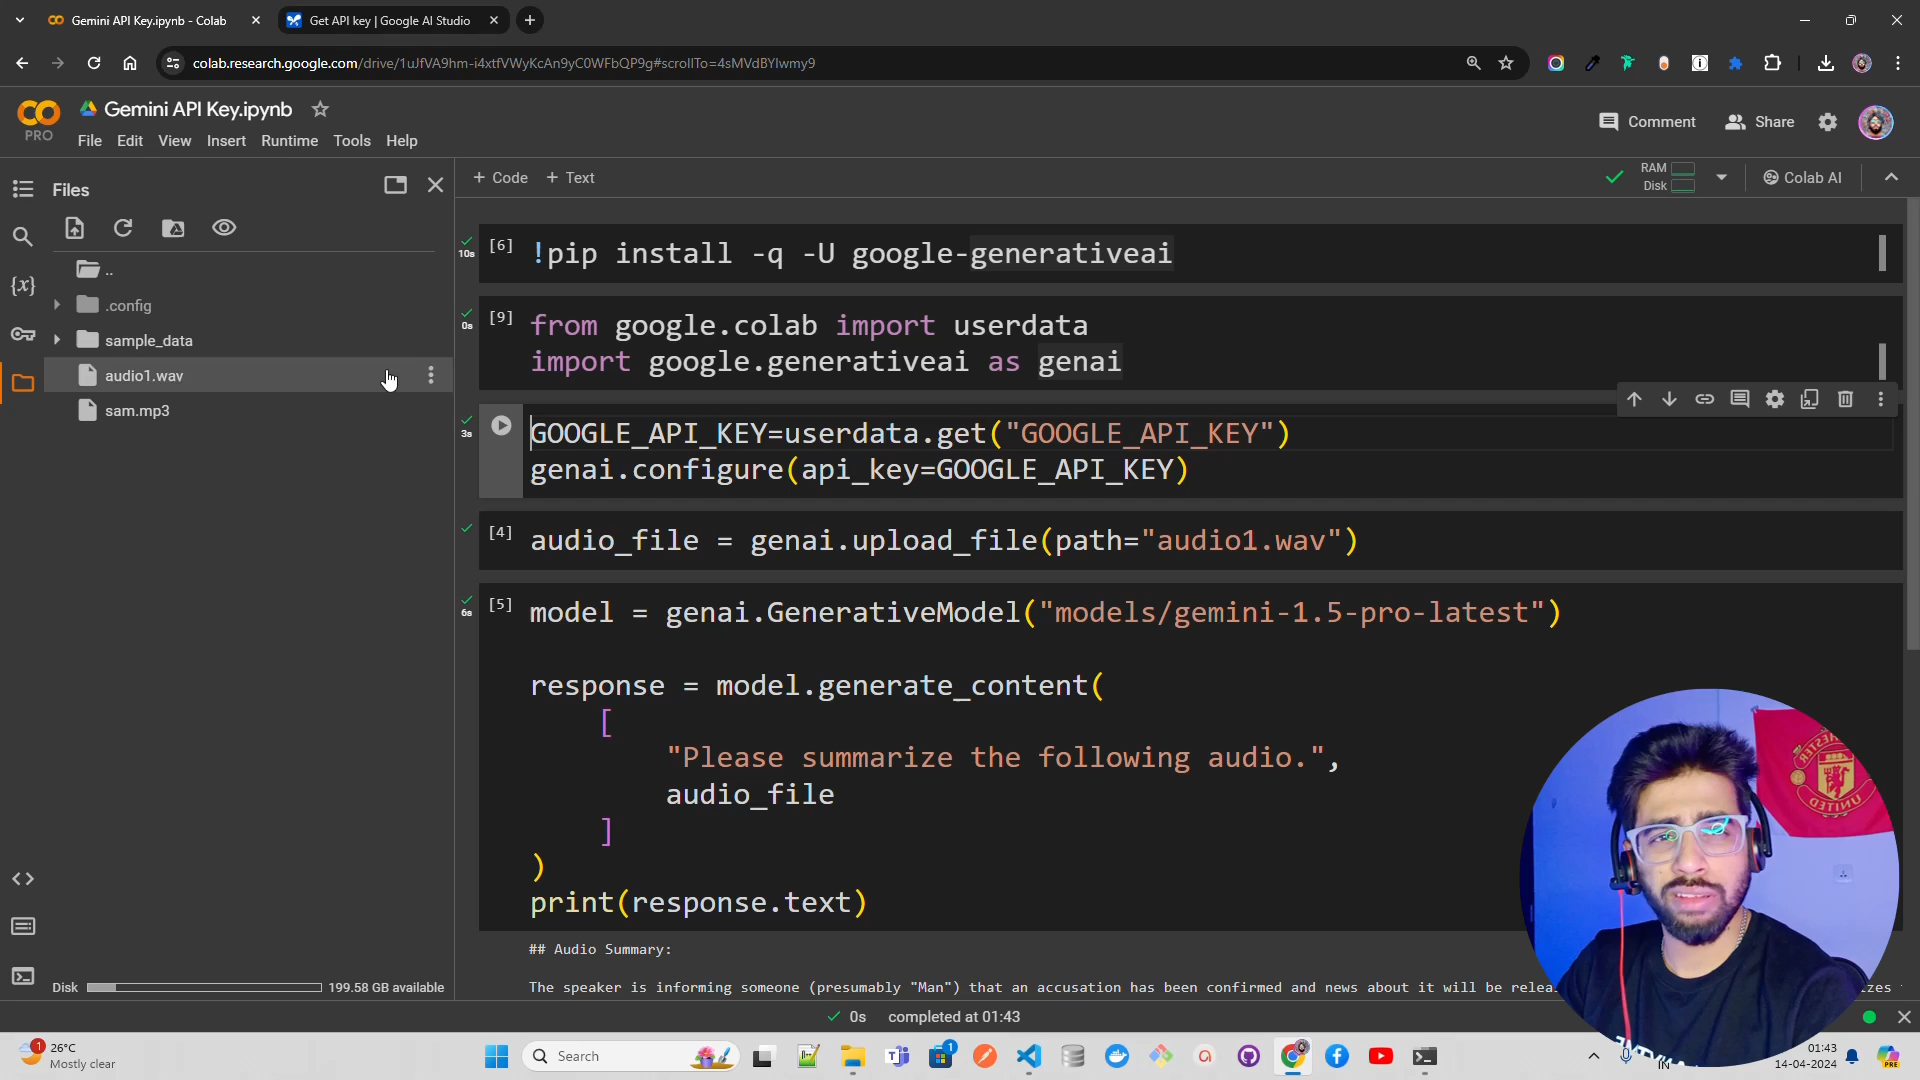 Gemini API Key.ipynb - Colab
Get API key | Google AI Studio
colab.research.google.com/drive/1uJfVA9hm-i4xtfVWyKcAn9yC0WFbQP9g#scrollTo=4sMVdBYlwmy9
PRO
Gemini API Key.ipynb
File Edit View Insert Runtime Tools Help
Comment
Share
Files
+ Code + Text
RAM
Disk
Colab AI
..
.config
sample_data
audio1.wav
sam.mp3
10s
[6] !pip install -q -U google-generativeai
0s
[9] from google.colab import userdata
import google.generativeai as genai
3s
GOOGLE_API_KEY=userdata.get("GOOGLE_API_KEY")
genai.configure(api_key=GOOGLE_API_KEY)
[4] audio_file = genai.upload_file(path="audio1.wav")
6s
[5] model = genai.GenerativeModel("models/gemini-1.5-pro-latest")
response = model.generate_content(
[
"Please summarize the following audio.",
audio_file
]
)
print(response.text)
## Audio Summary:
The speaker is informing someone (presumably "Man") that an accusation has been confirmed and news about it will be
Disk
199.58 GB available
0s completed at 01:43
UNITED
1
26°C
Mostly clear
Search
1
IN
01:43
14-04-2024
PRE